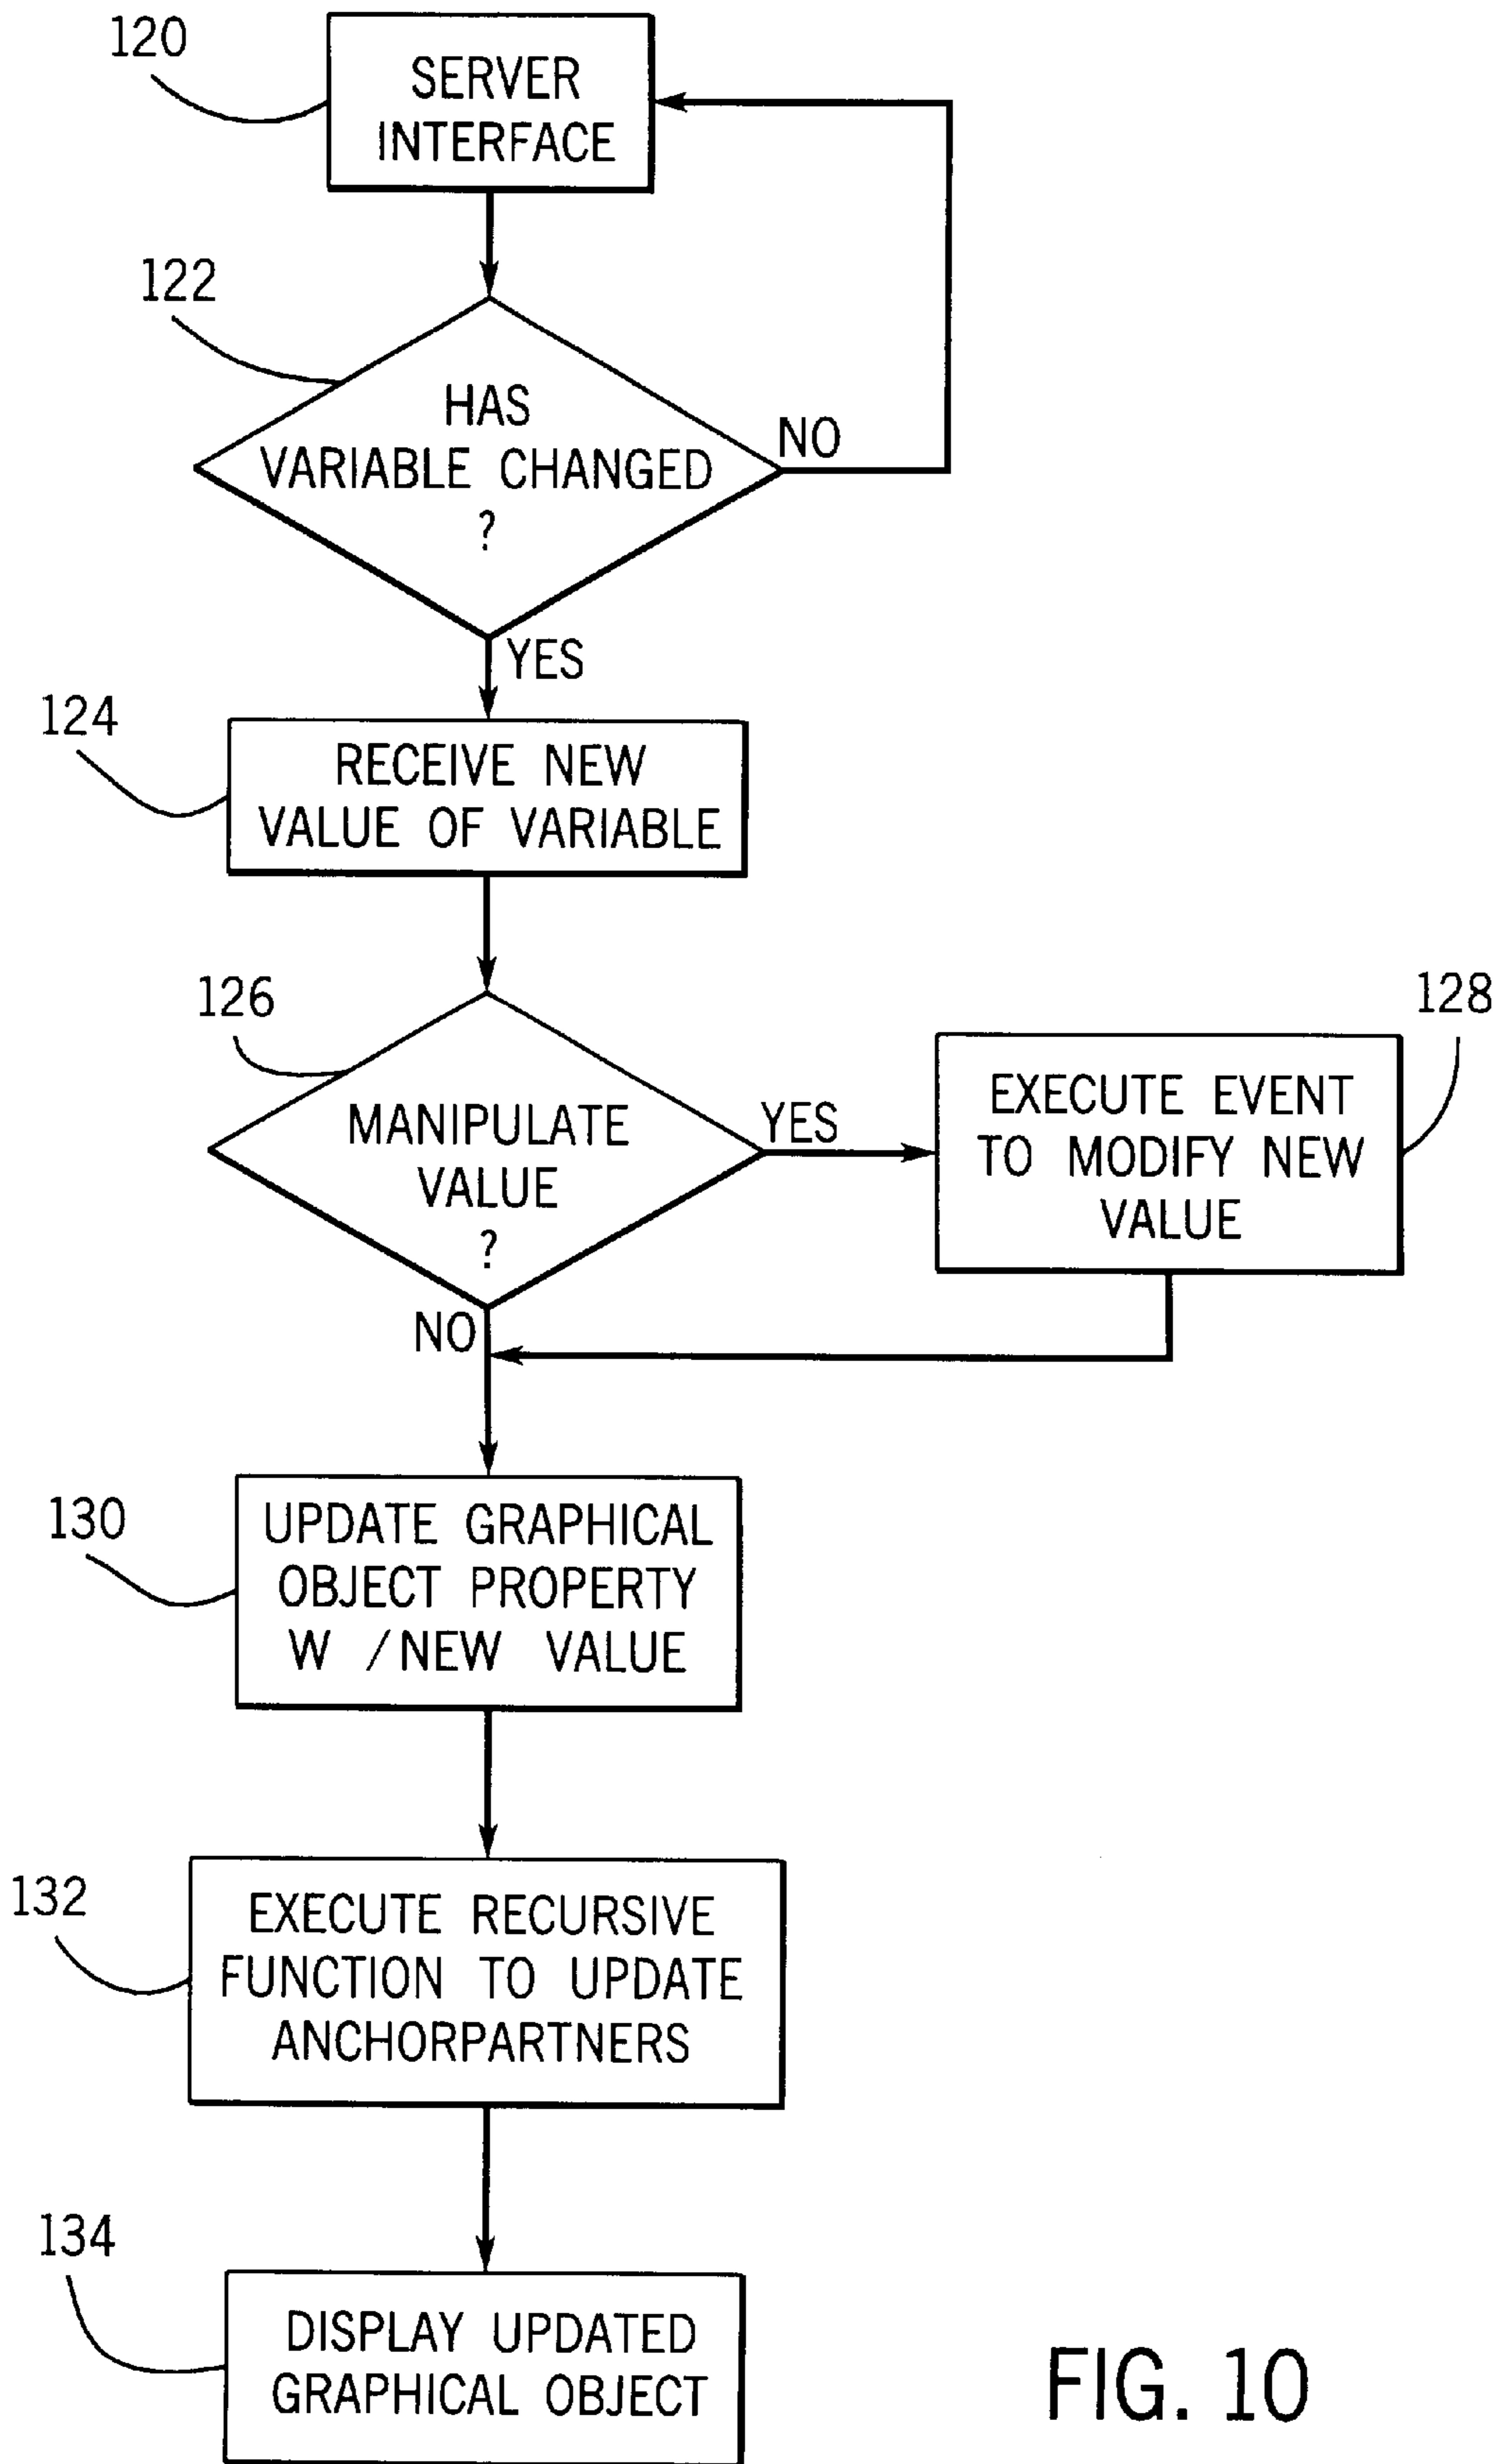 120
SERVER
INTERFACE
122
HAS
VARIABLE CHANGED
?
NO
YES
124
RECEIVE NEW
VALUE OF VARIABLE
126
MANIPULATE
VALUE
?
YES
128
EXECUTE EVENT
TO MODIFY NEW
VALUE
NO
130
UPDATE GRAPHICAL
OBJECT PROPERTY
W /NEW VALUE
132
EXECUTE RECURSIVE
FUNCTION TO UPDATE
ANCHORPARTNERS
134
DISPLAY UPDATED
GRAPHICAL OBJECT
FIG. 10